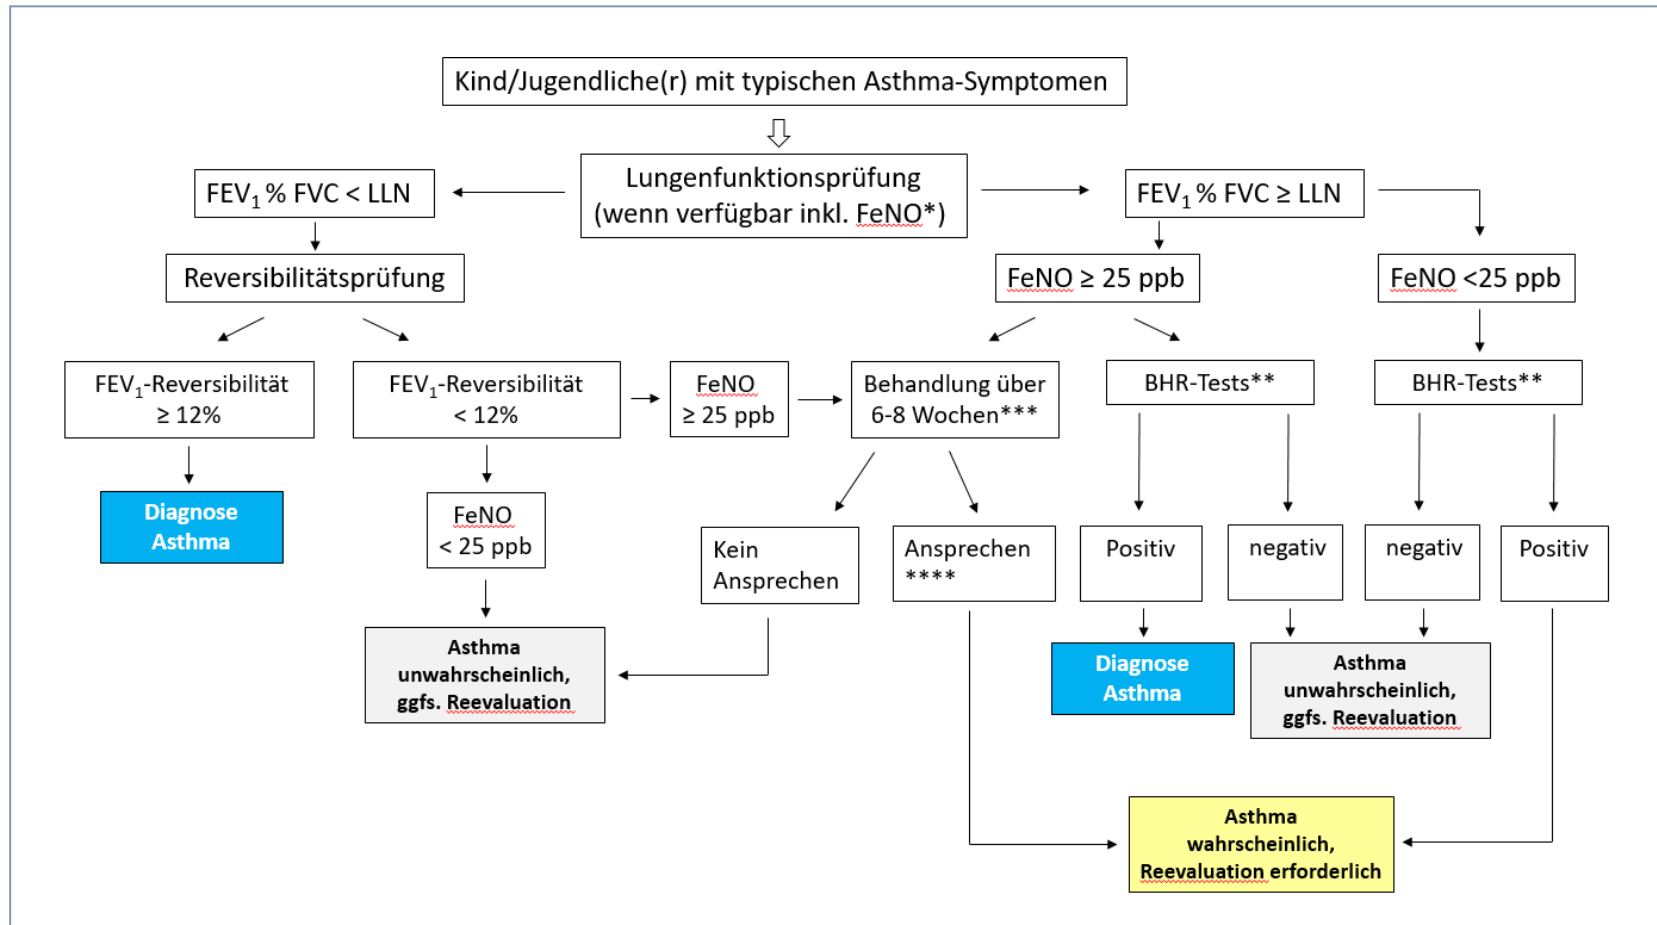 Kind/Jugendliche(r) mit typischen Asthma-Symptomen
Lungenfunktionsprüfung
(wenn verfügbar inkl. FeNO*)
FEV₁ % FVC < LLN
FEV₁ % FVC ≥ LLN
Reversibilitätsprüfung
FeNO ≥ 25 ppb
FeNO <25 ppb
FEV₁-Reversibilität
≥ 12%
FEV₁-Reversibilität
< 12%
FeNO
≥ 25 ppb
Behandlung über
6-8 Wochen***
BHR-Tests**
BHR-Tests**
Diagnose
Asthma
FeNO
< 25 ppb
Kein
Ansprechen
Ansprechen
****
Positiv
negativ
negativ
Positiv
Asthma
unwahrscheinlich,
ggfs. Reevaluation
Diagnose
Asthma
Asthma
unwahrscheinlich,
ggfs. Reevaluation
Asthma
wahrscheinlich,
Reevaluation erforderlich